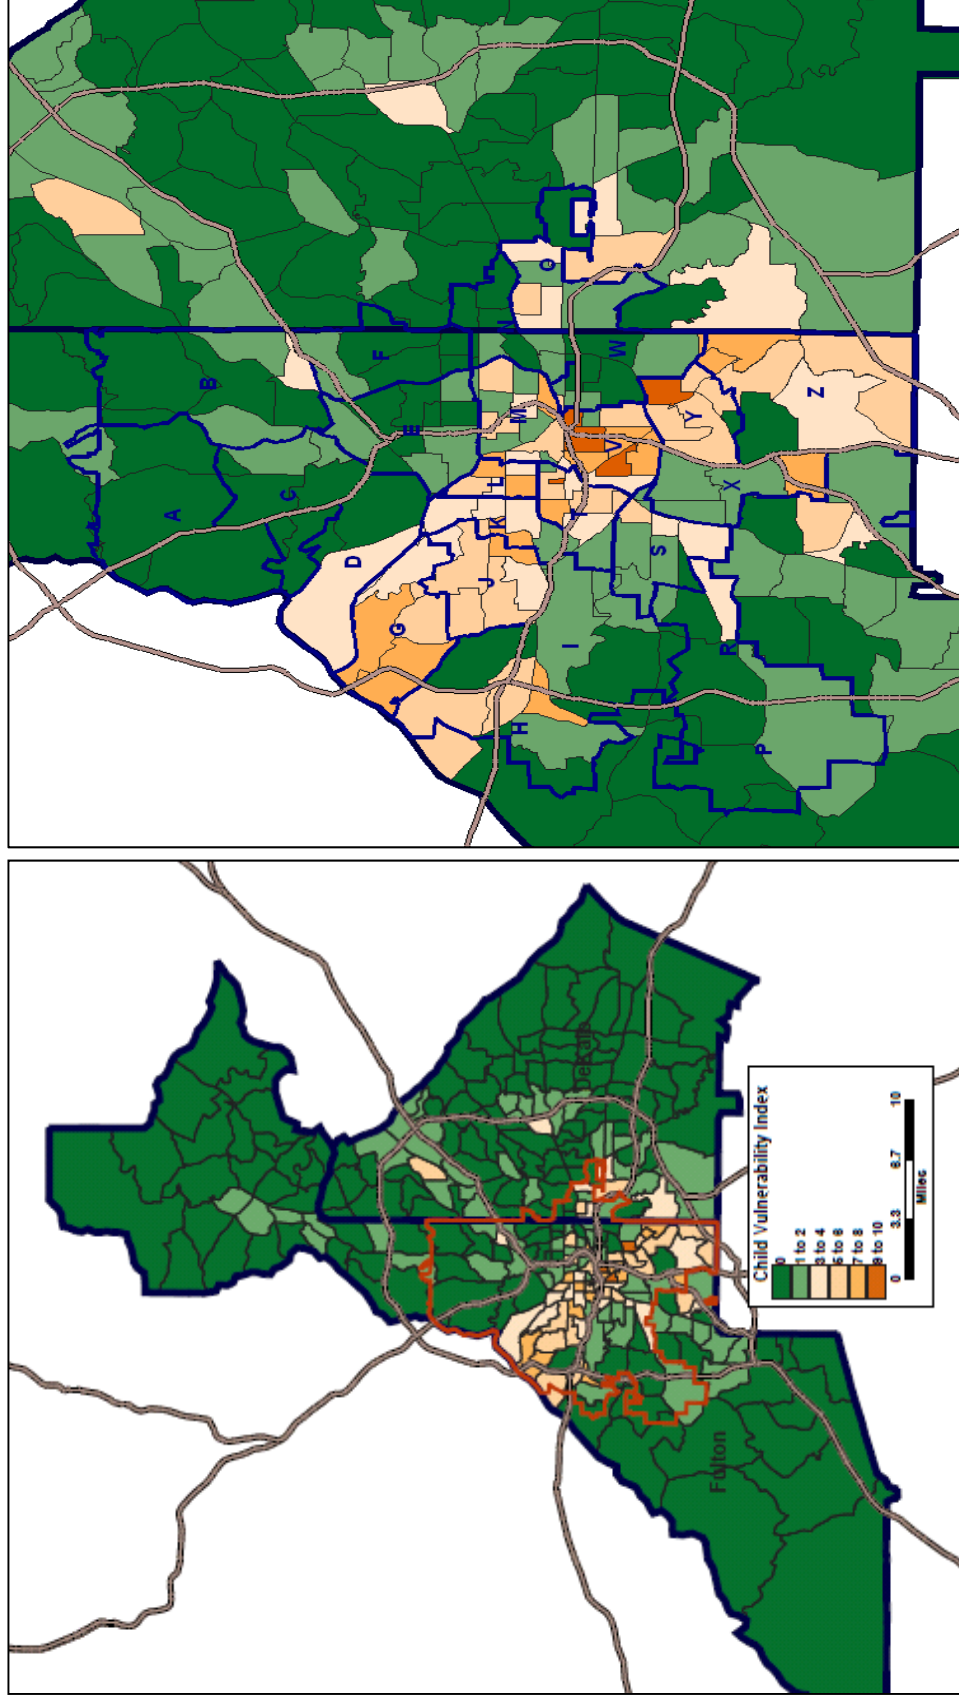 A
B
C
D
E
F
G
H
I
J
K
L
M
N
O
P
R
S
T
V
W
X
Y
Z
DeKalb
Fulton
Child Vulnerability Index
0
1 to 2
3 to 4
5 to 6
7 to 8
9 to 10
0 3.3 6.7 10
Miles